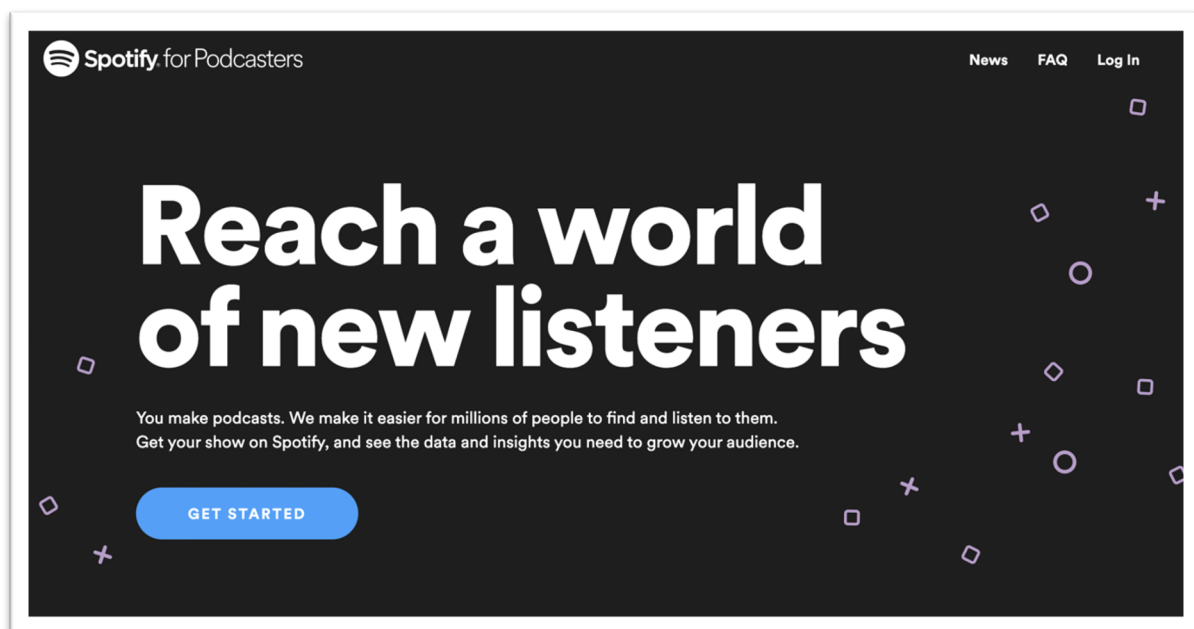 Spotify for Podcasters
News FAQ Log In
Reach a world
of new listeners
You make podcasts. We make it easier for millions of people to find and listen to them.
Get your show on Spotify, and see the data and insights you need to grow your audience.
GET STARTED